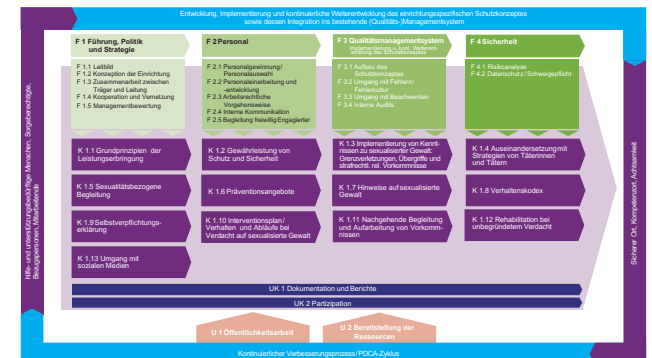 Entwicklung, Implementierung und kontinuierliche Weiterentwicklung des einrichtungsspezifischen Schutzkonzeptes
sowie dessen Integration ins bestehende (Qualitäts-)Managementsystem
hilfe- und unterstützungsbedürftige Menschen, Sorgeberechtigte,
Bezugspersonen, Mitarbeitende
F 1 Führung, Politik
und Strategie
F 1.1 Leitbild
F 1.2 Konzeption der Einrichtung
F 1.3 Zusammenarbeit zwischen
Träger und Leitung
F 1.4 Kooperation und Vernetzung
F 1.5 Managementbewertung
F 2 Personal
F 2.1 Personalgewinnung/
Personalauswahl
F 2.2 Personaleinarbeitung und
-entwicklung
F 2.3 Arbeitsrechtliche
Vorgehensweise
F 2.4 Interne Kommunikation
F 2.5 Begleitung freiwillig Engagierter
F 3 Qualitätsmanagementsystem
Implementierung u. kont. Weiterent-
wicklung des Schutzkonzeptes
F 3.1 Aufbau des
Schutzkonzeptes
F 3.2 Umgang mit Fehlern/
Fehlerkultur
F 3.3 Umgang mit Beschwerden
F 3.4 Interne Audits
F 4 Sicherheit
F 4.1 Risikoanalyse
F 4.2 Datenschutz/Schweigepflicht
K 1.1 Grundprinzipien der
Leistungserbringung
K 1.2 Gewährleistung von
Schutz und Sicherheit
K 1.3 Implementierung von Kennt-
nissen zu sexualisierter Gewalt:
Grenzverletzungen, Übergriffe und
strafrechtl. rel. Vorkommnisse
K 1.4 Auseinandersetzung mit
Strategien von Täterinnen
und Tätern
K 1.5 Sexualitätsbezogene
Begleitung
K 1.6 Präventionsangebote
K 1.7 Hinweise auf sexualisierte
Gewalt
K 1.8 Verhaltenskodex
K 1.9 Selbstverpflichtungs-
erklärung
K 1.10 Interventionsplan/
Verhalten und Abläufe bei
Verdacht auf sexualisierte Gewalt
K 1.11 Nachgehende Begleitung
und Aufarbeitung von Vorkomm-
nissen
K 1.12 Rehabilitation bei
unbegründetem Verdacht
K 1.13 Umgang mit
sozialen Medien
UK 1 Dokumentation und Berichte
UK 2 Partizipation
U 1 Öffentlichkeitsarbeit
U 2 Bereitstellung der
Ressourcen
Sicherer Ort, Kompetenzort, Achtsamkeit
Kontinuierlicher Verbesserungsprozess/PDCA-Zyklus